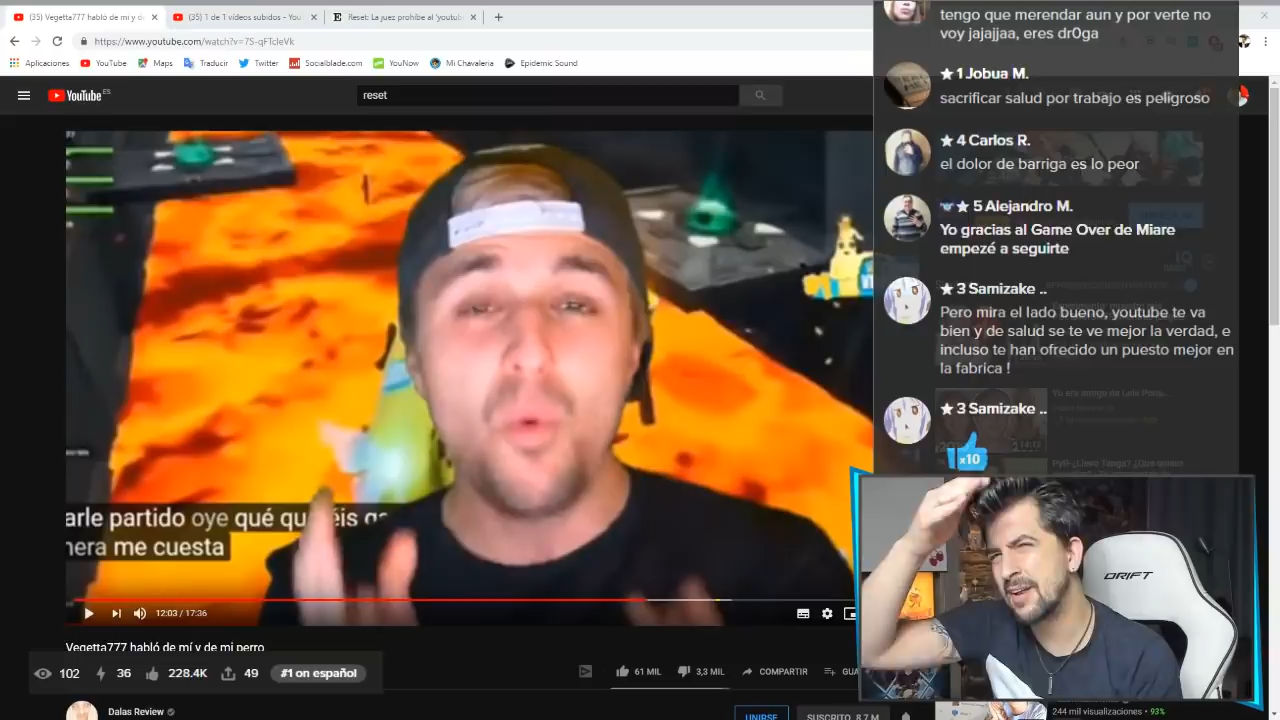 (35) Vegetta777 habló de mí y d
(35) 1 de 1 vídeos subidos - You
Reset: La juez prohíbe al 'youtube
https://www.youtube.com/watch?v=7S-qFTcleVk
Aplicaciones
YouTube
Maps
Traducir
Twitter
Socialblade.com
YouNow
Mi Chavaleria
Epidemic Sound
YouTube ES
reset
tengo que merendar aun y por verte no
voy jajajjaa, eres dr0ga
1 Jobua M.
sacrificar salud por trabajo es peligroso
4 Carlos R.
el dolor de barriga es lo peor
5 Alejandro M.
Yo gracias al Game Over de Miare
empezé a seguirte
3 Samizake ..
Pero mira el lado bueno, youtube te va
bien y de salud se te ve mejor la verdad, e
incluso te han ofrecido un puesto mejor en
la fabrica !
3 Samizake ..
x10
arle partido oye qué
nera me cuesta
12:03 / 17:36
DRIFT
Vegetta777 habló de mí y de mi perro
102
36
228.4K
49
#1 on español
61 MIL
3,3 MIL
COMPARTIR
GUA
Dalas Review
UNIRSE
SUSCRITO 8,7 M
244 mil visualizaciones • 93%